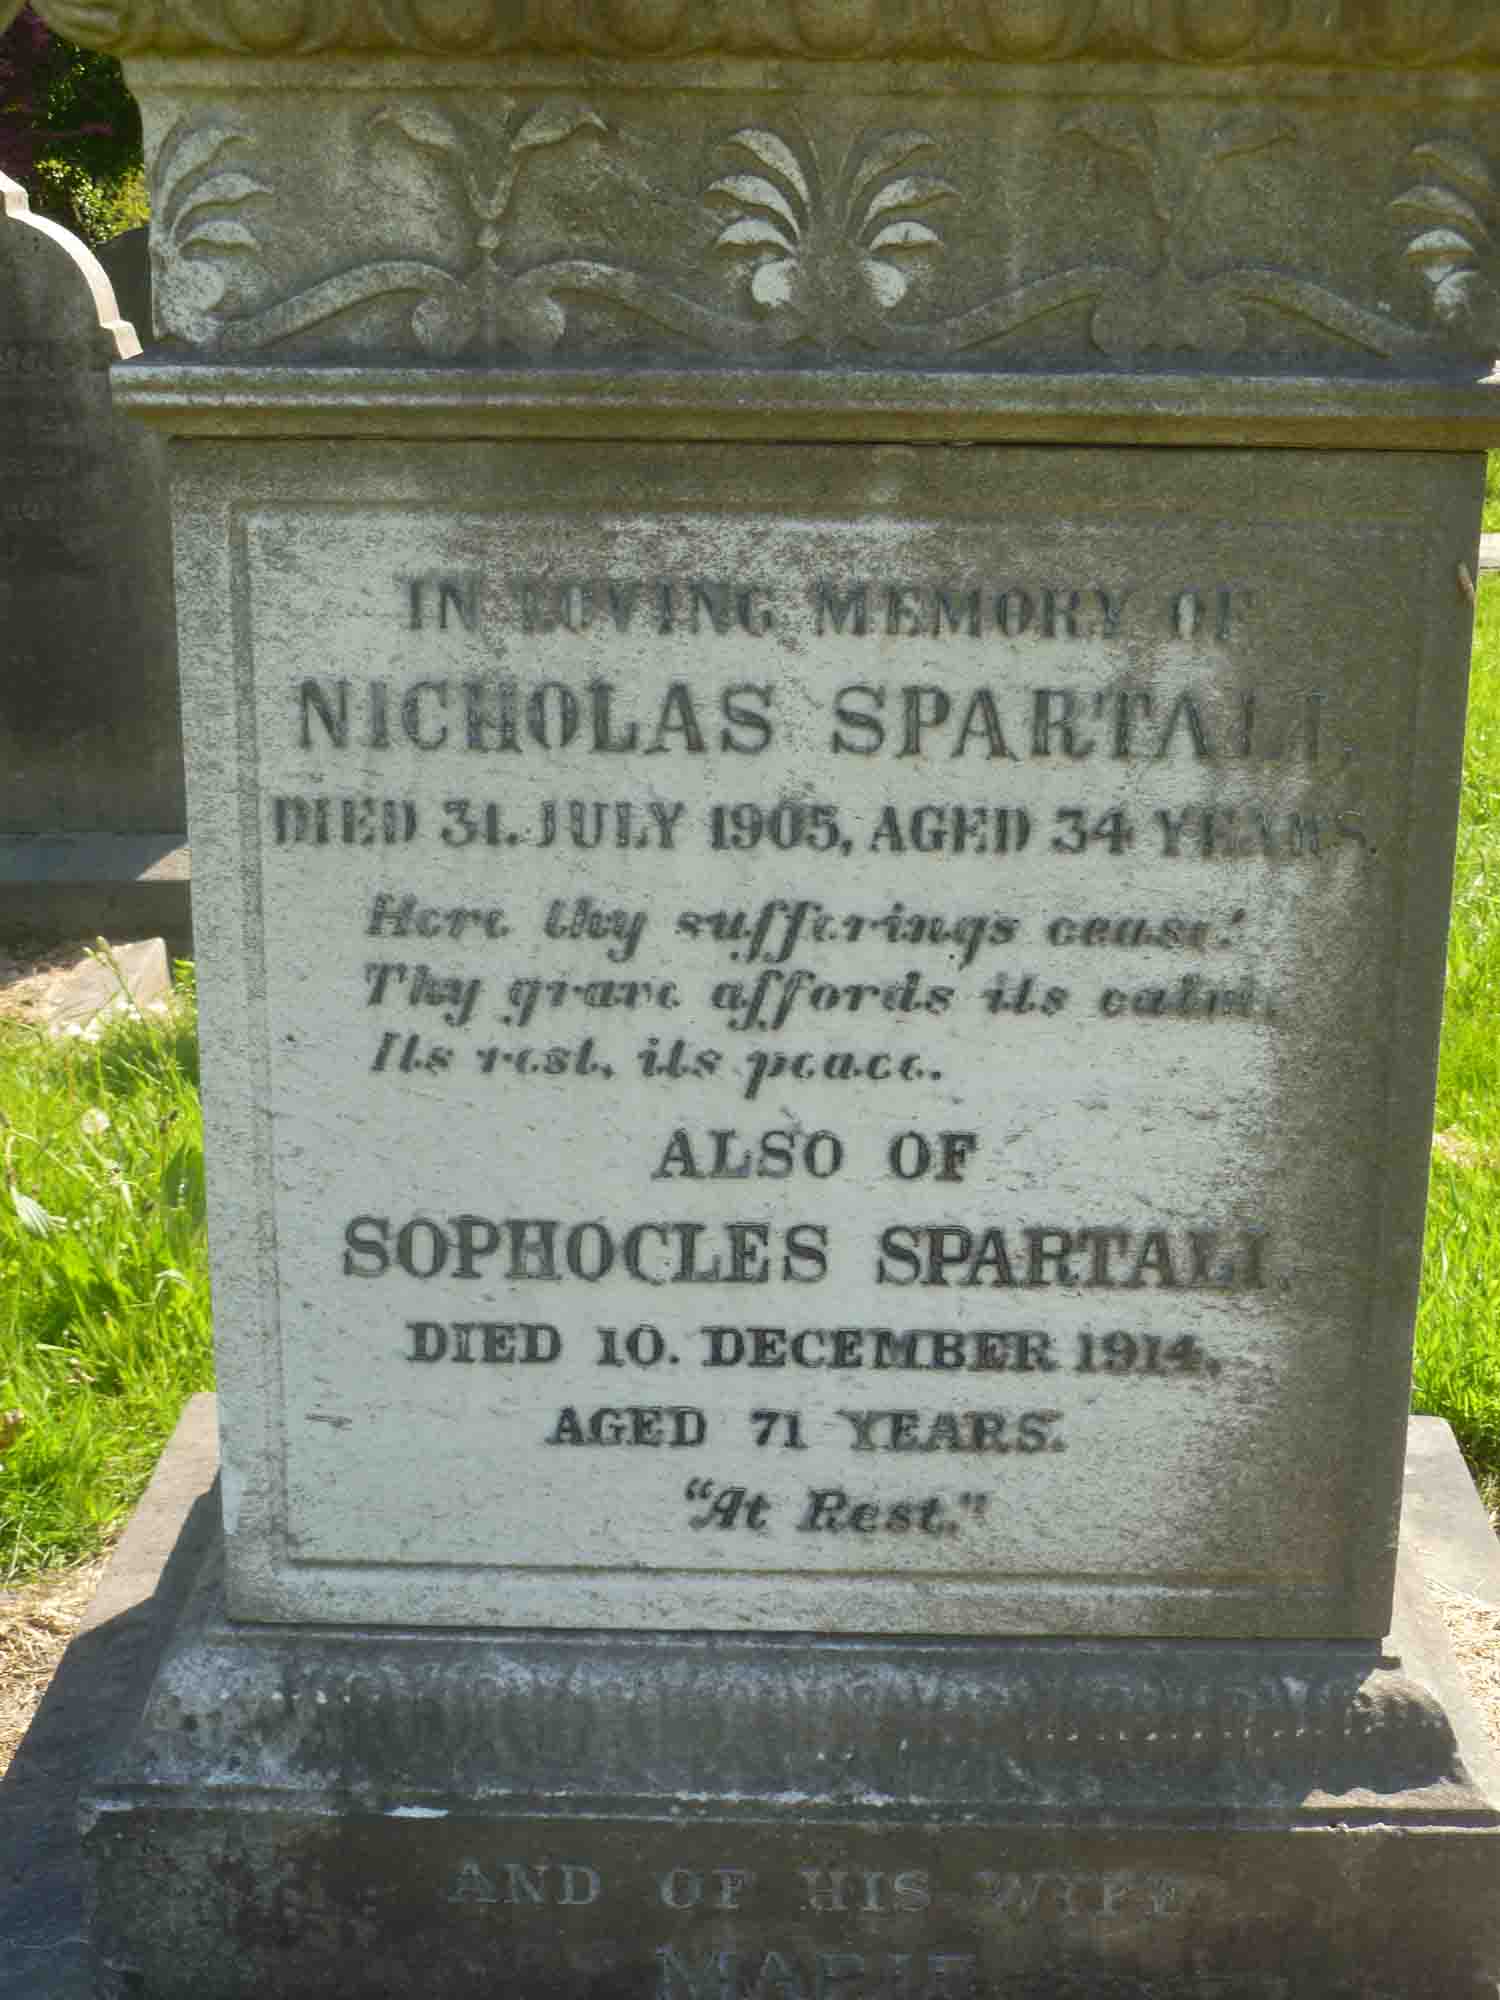 IN LOVING MEMORY OF
NICHOLAS SPARTALI,
DIED 31. JULY 1905, AGED 34 YEARS.
Here thy sufferings cease!
Thy grave affords its calm.
Its rest, its peace.
ALSO OF
SOPHOCLES SPARTALI.
DIED 10. DECEMBER 1914,
AGED 71 YEARS.
"At Rest."
AND OF HIS WIFE
MARIE